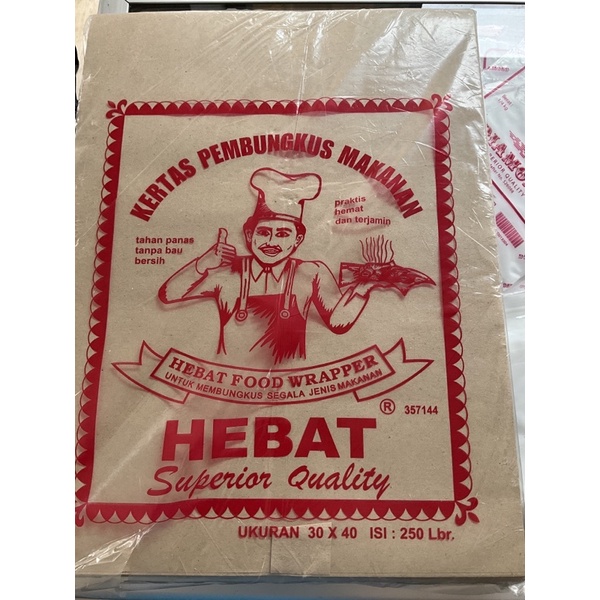 KERTAS PEMBUNGKUS MAKANAN
praktis
hemat
dan terjamin
tahan panas
tanpa bau
bersih
HEBAT FOOD WRAPPER
UNTUK MEMBUNGKUS SEGALA JENIS MAKANAN
® 357144
HEBAT
Superior Quality
UKURAN 30 X 40 ISI : 250 Lbr.